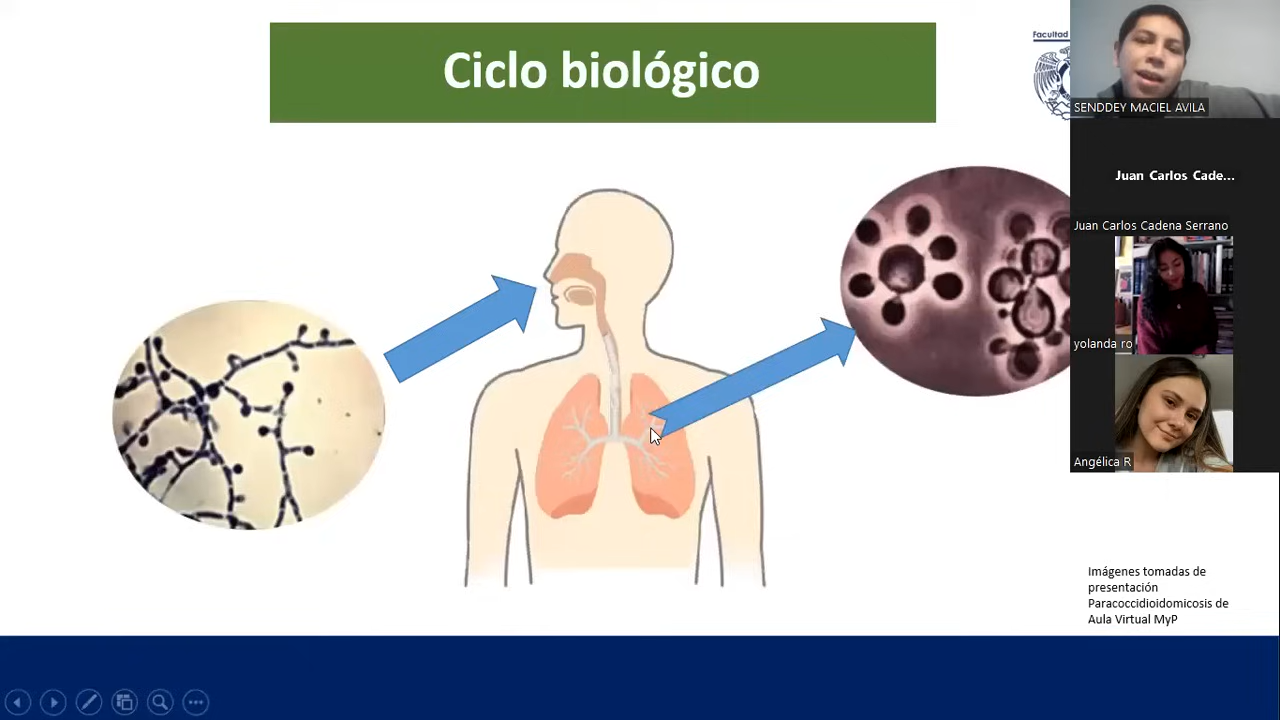 Ciclo biológico
Facultad
SENDDEY MACIEL AVILA
Juan Carlos Cade...
Juan Carlos Cadena Serrano
yolanda ro
Angélica R
Imágenes tomadas de
presentación
Paracoccidioidomicosis de
Aula Virtual MyP